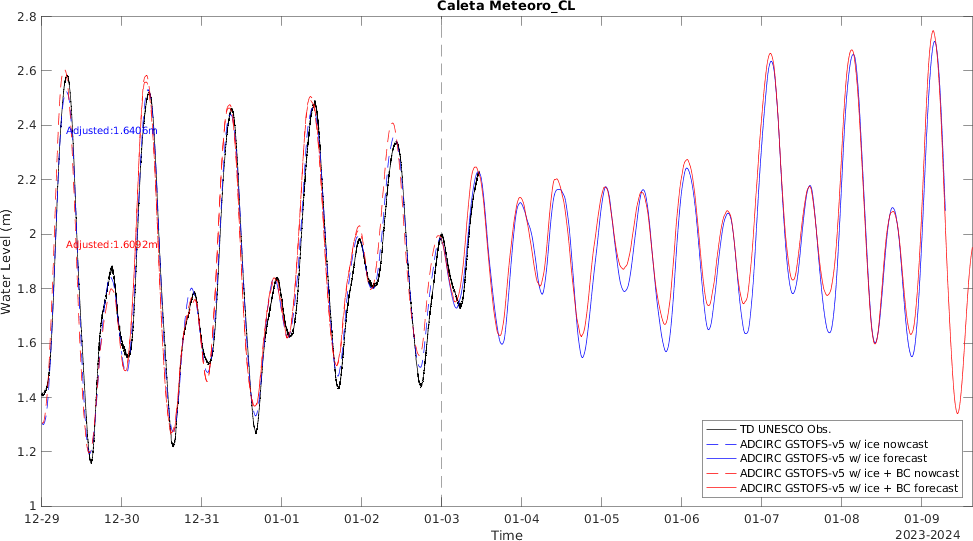 Caleta Meteoro_CL
2.8
2.6
2.4
2.2
2
1.8
1.6
1.4
1.2
1
Water Level (m)
Adjusted:1.6406m
Adjusted:1.6092m
TD UNESCO Obs.
ADCIRC GSTOFS-v5 w/ ice nowcast
ADCIRC GSTOFS-v5 w/ ice forecast
ADCIRC GSTOFS-v5 w/ ice + BC nowcast
ADCIRC GSTOFS-v5 w/ ice + BC forecast
12-29 12-30 12-31 01-01 01-02 01-03 01-04 01-05 01-06 01-07 01-08 01-09
Time
2023-2024